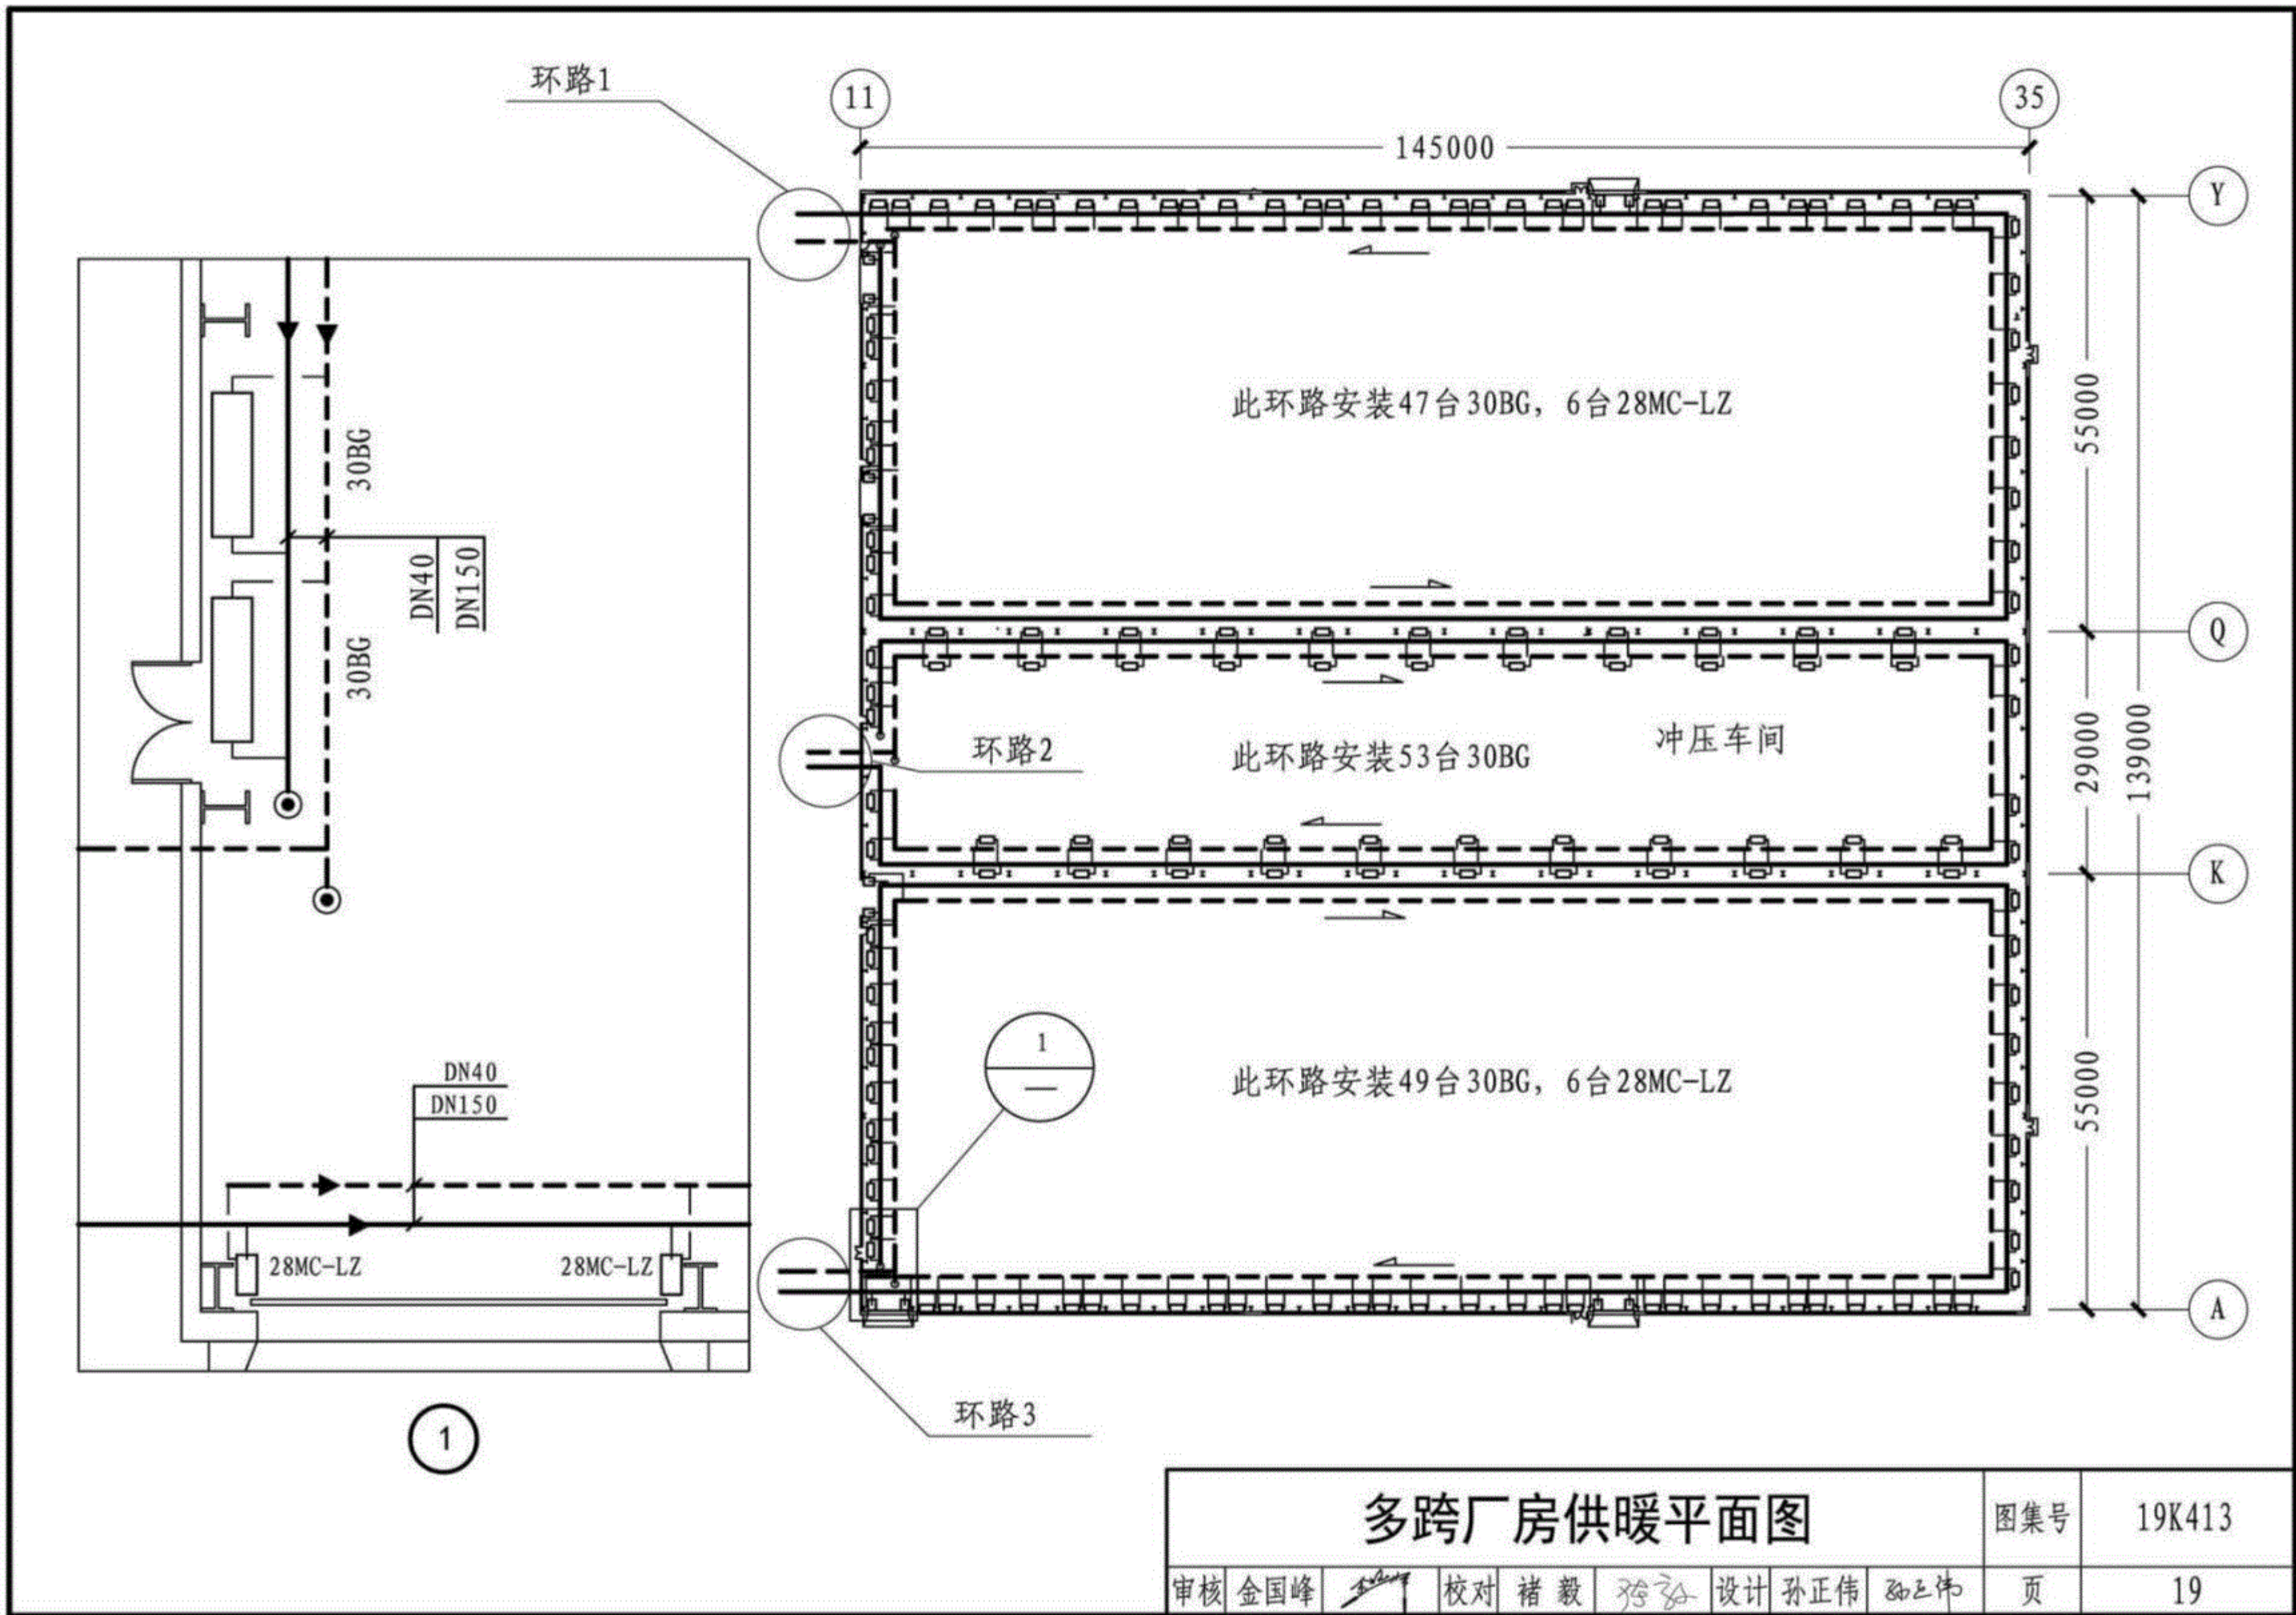 环路1
11
35
145000
Y
此环路安装47台30BG，6台28MC-LZ
55000
30BG
DN40
DN150
30BG
Q
环路2
此环路安装53台30BG
冲压车间
29000
139000
K
1
DN40
DN150
此环路安装49台30BG，6台28MC-LZ
55000
28MC-LZ
28MC-LZ
A
环路3
1
多跨厂房供暖平面图
图集号
19K413
审核 金国峰 校对 褚毅 设计 孙正伟 孙正伟 页 19